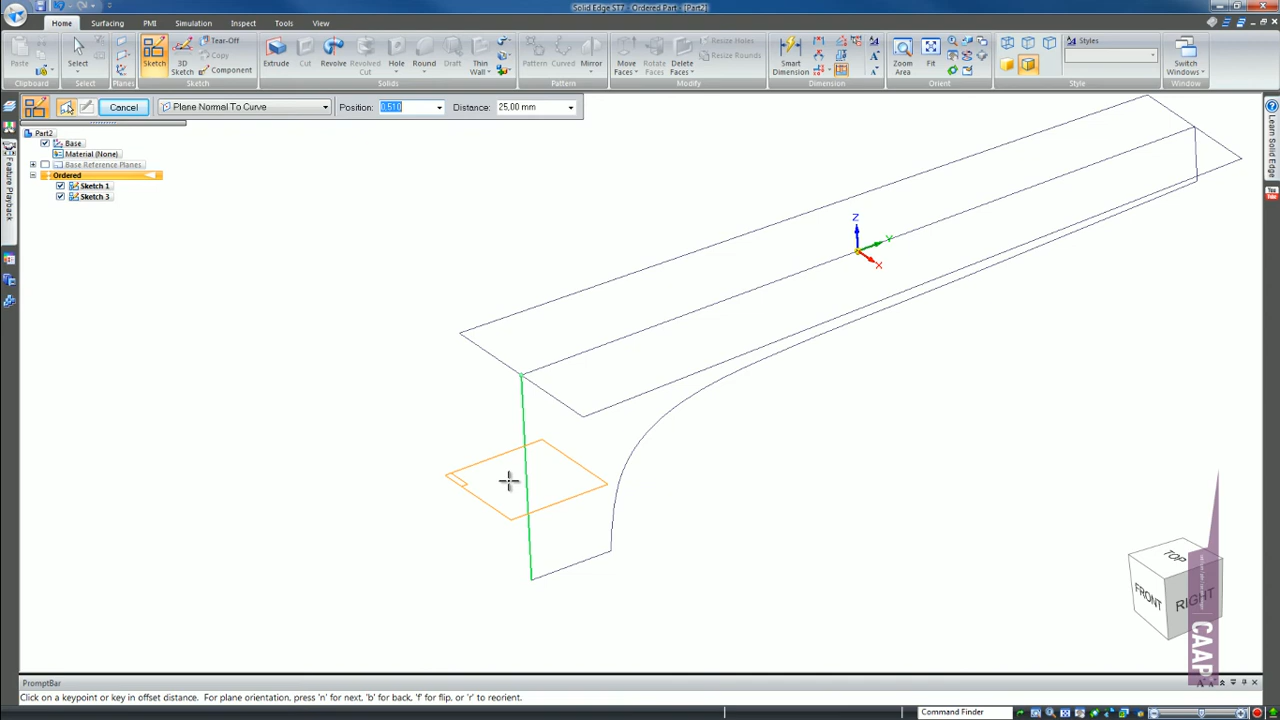 Solid Edge ST7 - Ordered Part - [Part2]
Home Surfacing PMI Simulation Inspect Tools View
Paste
Clipboard
Select
Select
Planes
Sketch
3D Sketch
Tear-Off
Copy
Component
Sketch
Extrude
Cut
Revolve
Revolved Cut
Hole
Round
Draft
Thin Wall
Solids
Pattern
Curved
Mirror
Pattern
Move Faces
Rotate Faces
Delete Faces
Resize Holes
Resize Rounds
Modify
Smart Dimension
Dimension
Zoom Area
Fit
Orient
Styles
Style
Switch Windows
Window
Cancel
Plane Normal To Curve
Position: 0.510
Distance: 25,00 mm
Part2
Base
Material (None)
Base Reference Planes
Ordered
Sketch 1
Sketch 3
Feature Playback
Learn Solid Edge
Z
Y
X
TOP
FRONT
RIGHT
CAAP
PromptBar
Click on a keypoint or key in offset distance. For plane orientation, press 'n' for next, 'b' for back, 'f' for flip, or 'r' to reorient.
Command Finder